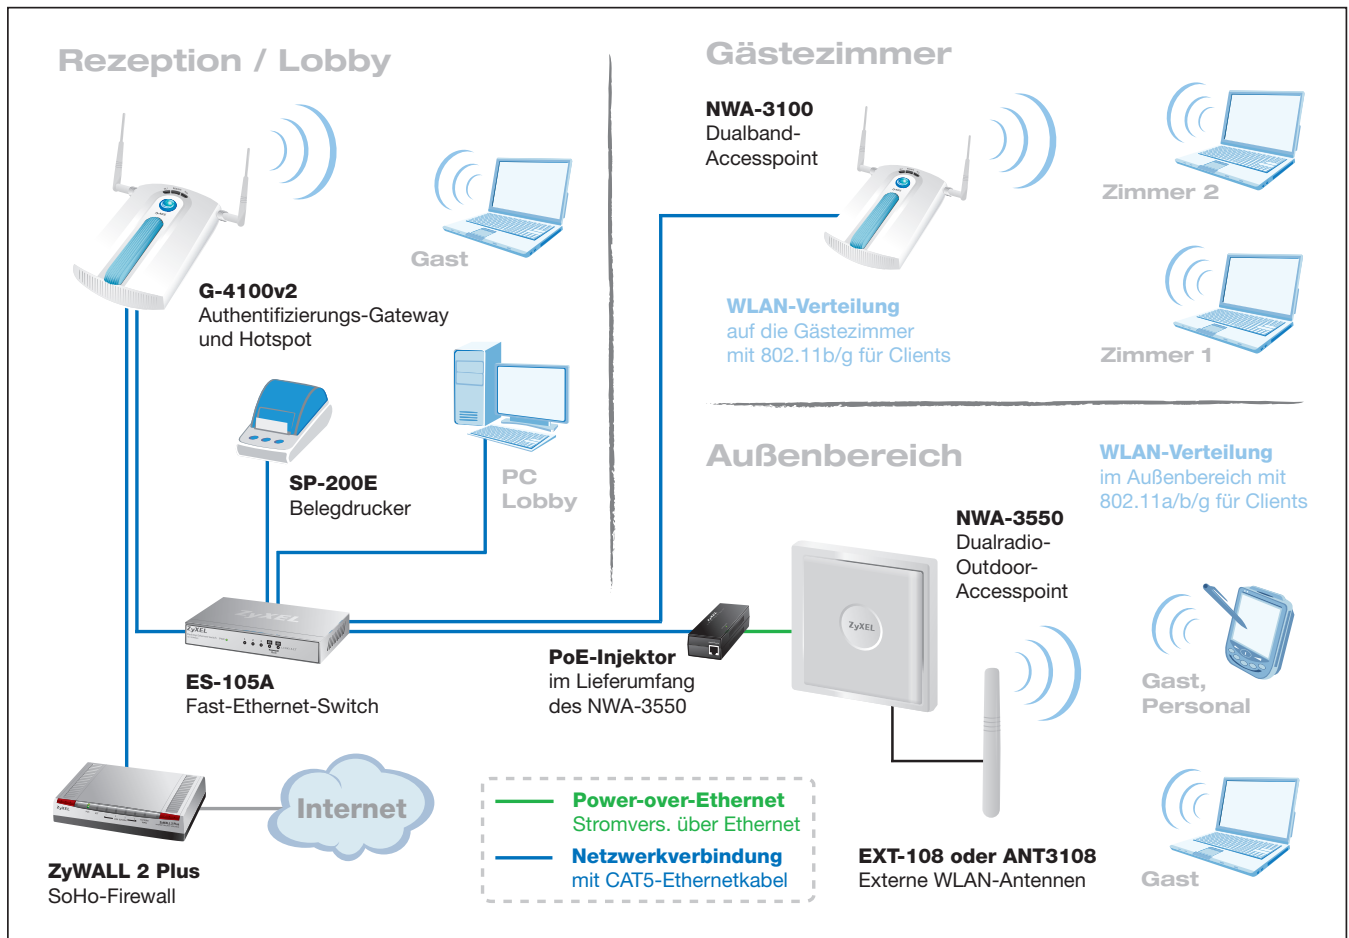 Rezeption / Lobby
Gast
G-4100v2
Authentifizierungs-Gateway
und Hotspot
SP-200E
Belegdrucker
PC
Lobby
ZyXEL
ZyXEL
ES-105A
Fast-Ethernet-Switch
ZyWALL 2 Plus
SoHo-Firewall
Internet
Gästezimmer
NWA-3100
Dualband-
Accesspoint
Zimmer 2
Zimmer 1
WLAN-Verteilung
auf die Gästezimmer
mit 802.11b/g für Clients
Außenbereich
WLAN-Verteilung
im Außenbereich mit
802.11a/b/g für Clients
NWA-3550
Dualradio-
Outdoor-
Accesspoint
ZyXEL
PoE-Injektor
im Lieferumfang
des NWA-3550
Gast,
Personal
EXT-108 oder ANT3108
Externe WLAN-Antennen
Gast
Power-over-Ethernet
Stromvers. über Ethernet
Netzwerkverbindung
mit CAT5-Ethernetkabel